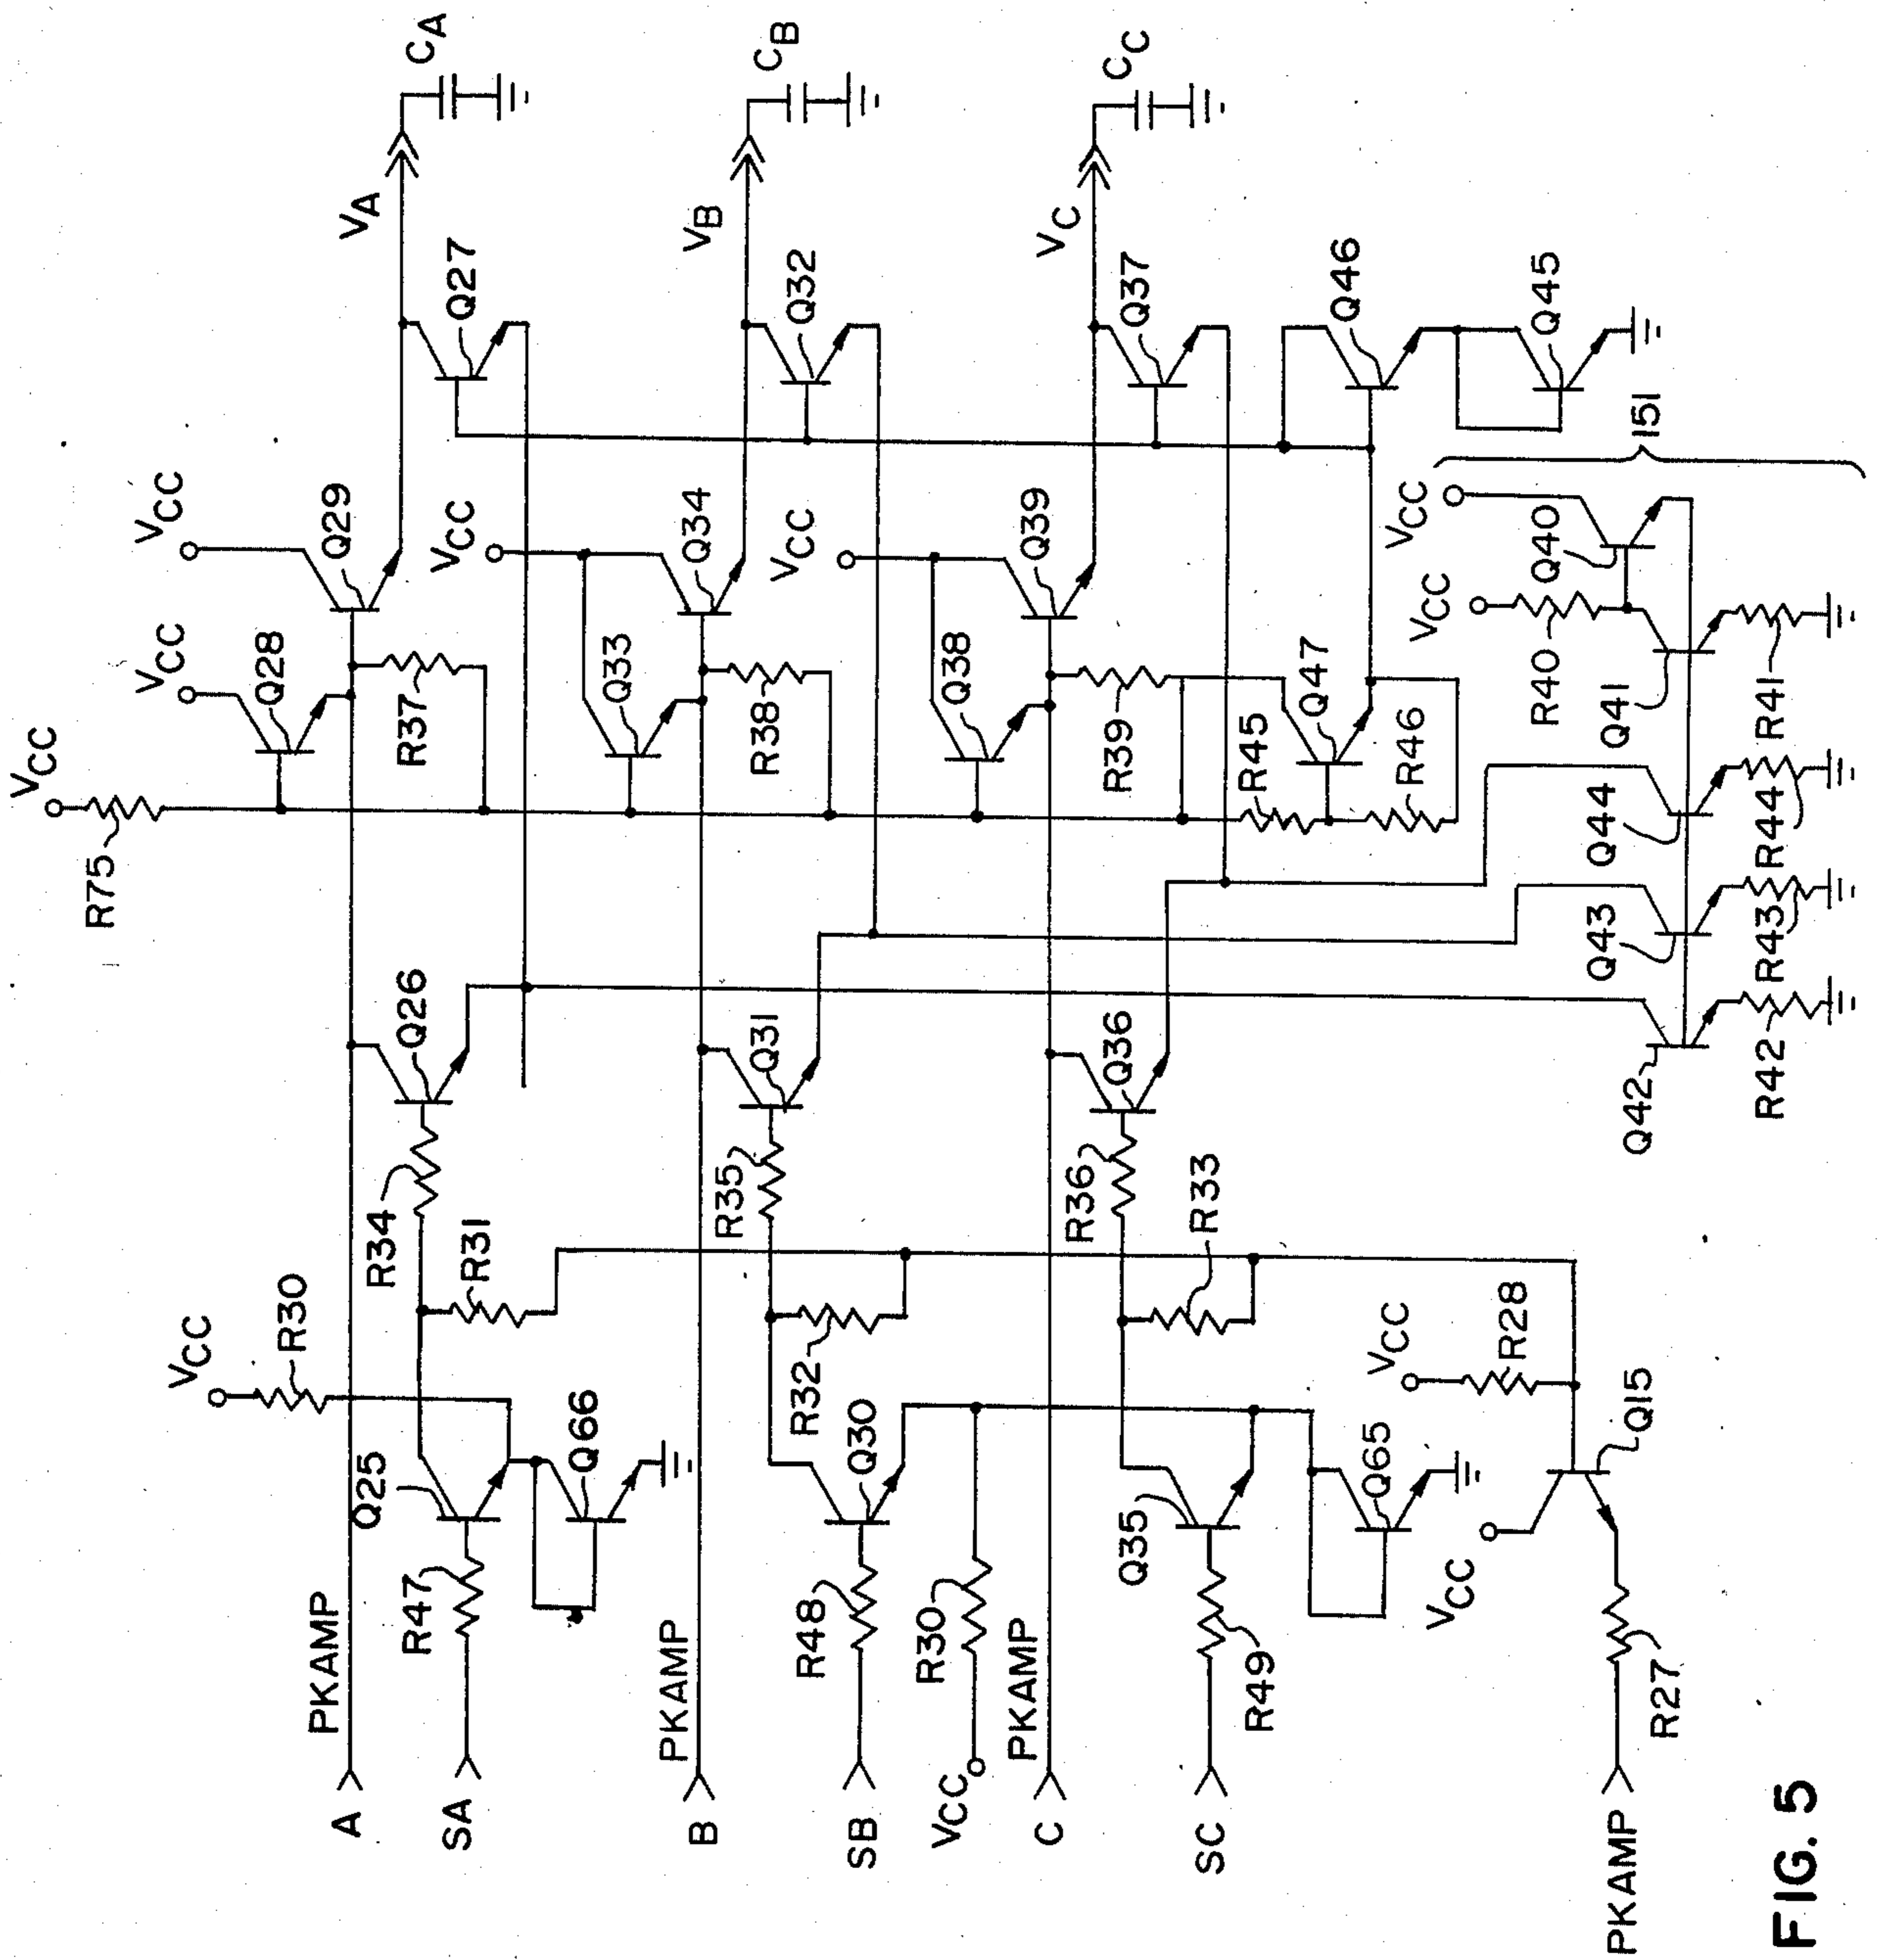 VCC
R75
VCC
Q28
VCC
Q29
VA
CA
R37
Q27
VCC
R30
A
PKAMP
SA
R47
Q25
Q66
R34
R31
Q26
VCC
Q33
Q34
VB
CB
R38
Q32
B
PKAMP
SB
R48
Q30
R32
R35
Q31
VCC
R30
VCC
Q38
Q39
VC
CC
R39
Q37
C
PKAMP
SC
R49
Q35
Q65
R36
R33
Q36
R45
Q47
R46
Q46
Q45
151
VCC
R28
VCC
Q15
PKAMP
R27
Q42
R42
Q43
R43
Q44
R44
Q41
R41
VCC
R40
VCC
Q40
FIG. 5